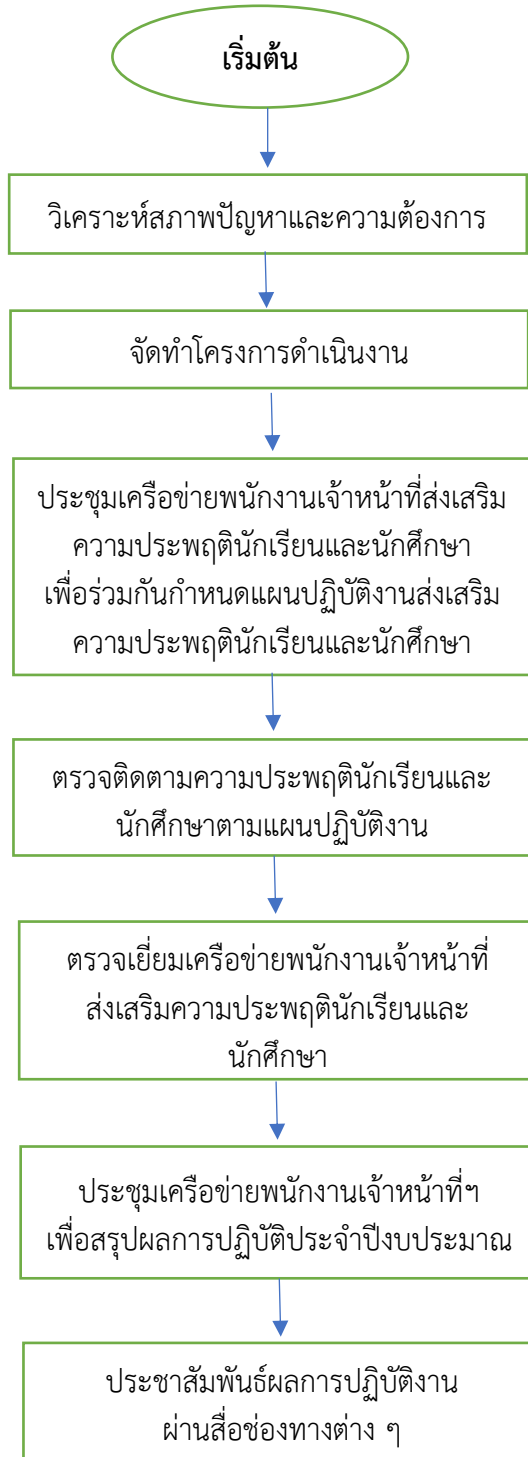 เริ่มต้น
วิเคราะห์สภาพปัญหาและความต้องการ
จัดทำโครงการดำเนินงาน
ประชุมเครือข่ายพนักงานเจ้าหน้าที่ส่งเสริม
ความประพฤตินักเรียนและนักศึกษา
เพื่อร่วมกันกำหนดแผนปฏิบัติงานส่งเสริม
ความประพฤตินักเรียนและนักศึกษา
ตรวจติดตามความประพฤตินักเรียนและ
นักศึกษาตามแผนปฏิบัติงาน
ตรวจเยี่ยมเครือข่ายพนักงานเจ้าหน้าที่
ส่งเสริมความประพฤตินักเรียนและ
นักศึกษา
ประชุมเครือข่ายพนักงานเจ้าหน้าที่ฯ
เพื่อสรุปผลการปฏิบัติประจำปีงบประมาณ
ประชาสัมพันธ์ผลการปฏิบัติงาน
ผ่านสื่อช่องทางต่าง ๆ